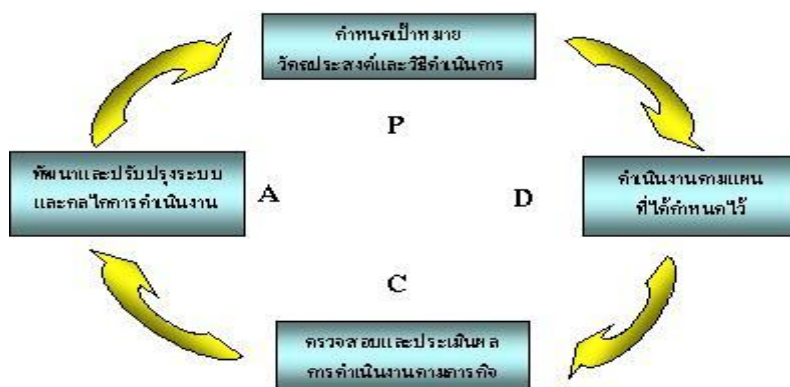 กำหนดเป้าหมาย
วัตถุประสงค์และวิธีดำเนินการ
P
พัฒนาและปรับปรุงระบบ
และกลไกการดำเนินงาน
A
D
ดำเนินงานตามแผน
ที่ได้กำหนดไว้
C
ตรวจสอบและประเมินผล
การดำเนินงานตามภารกิจ